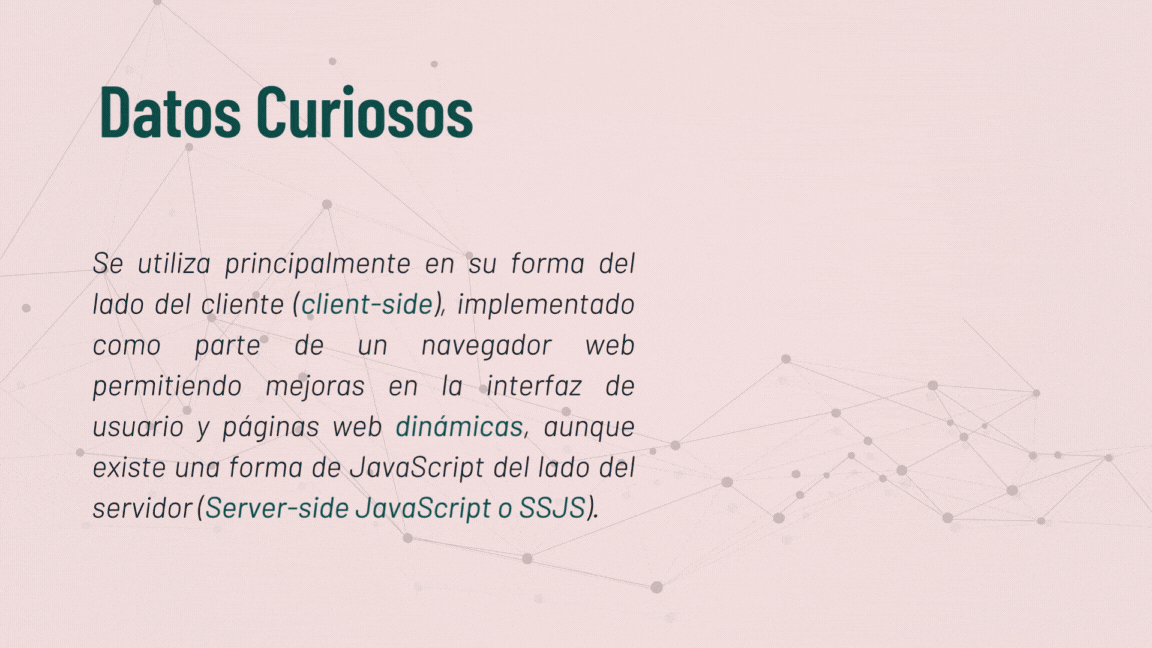 Datos Curiosos
Se utiliza principalmente en su forma del
lado del cliente (client-side), implementado
como parte de un navegador web
permitiendo mejoras en la interfaz de
usuario y páginas web dinámicas, aunque
existe una forma de JavaScript del lado del
servidor (Server-side JavaScript o SSJS).